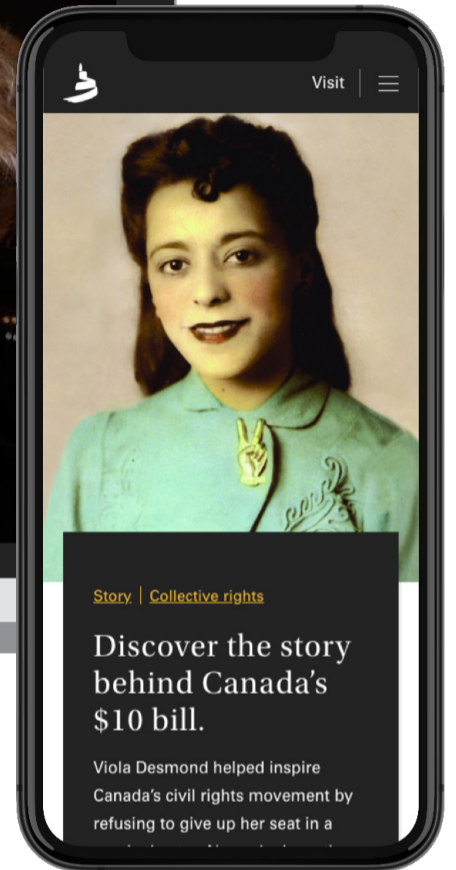 Visit
Story | Collective rights
Discover the story
behind Canada's
$10 bill.
Viola Desmond helped inspire
Canada's civil rights movement by
refusing to give up her seat in a